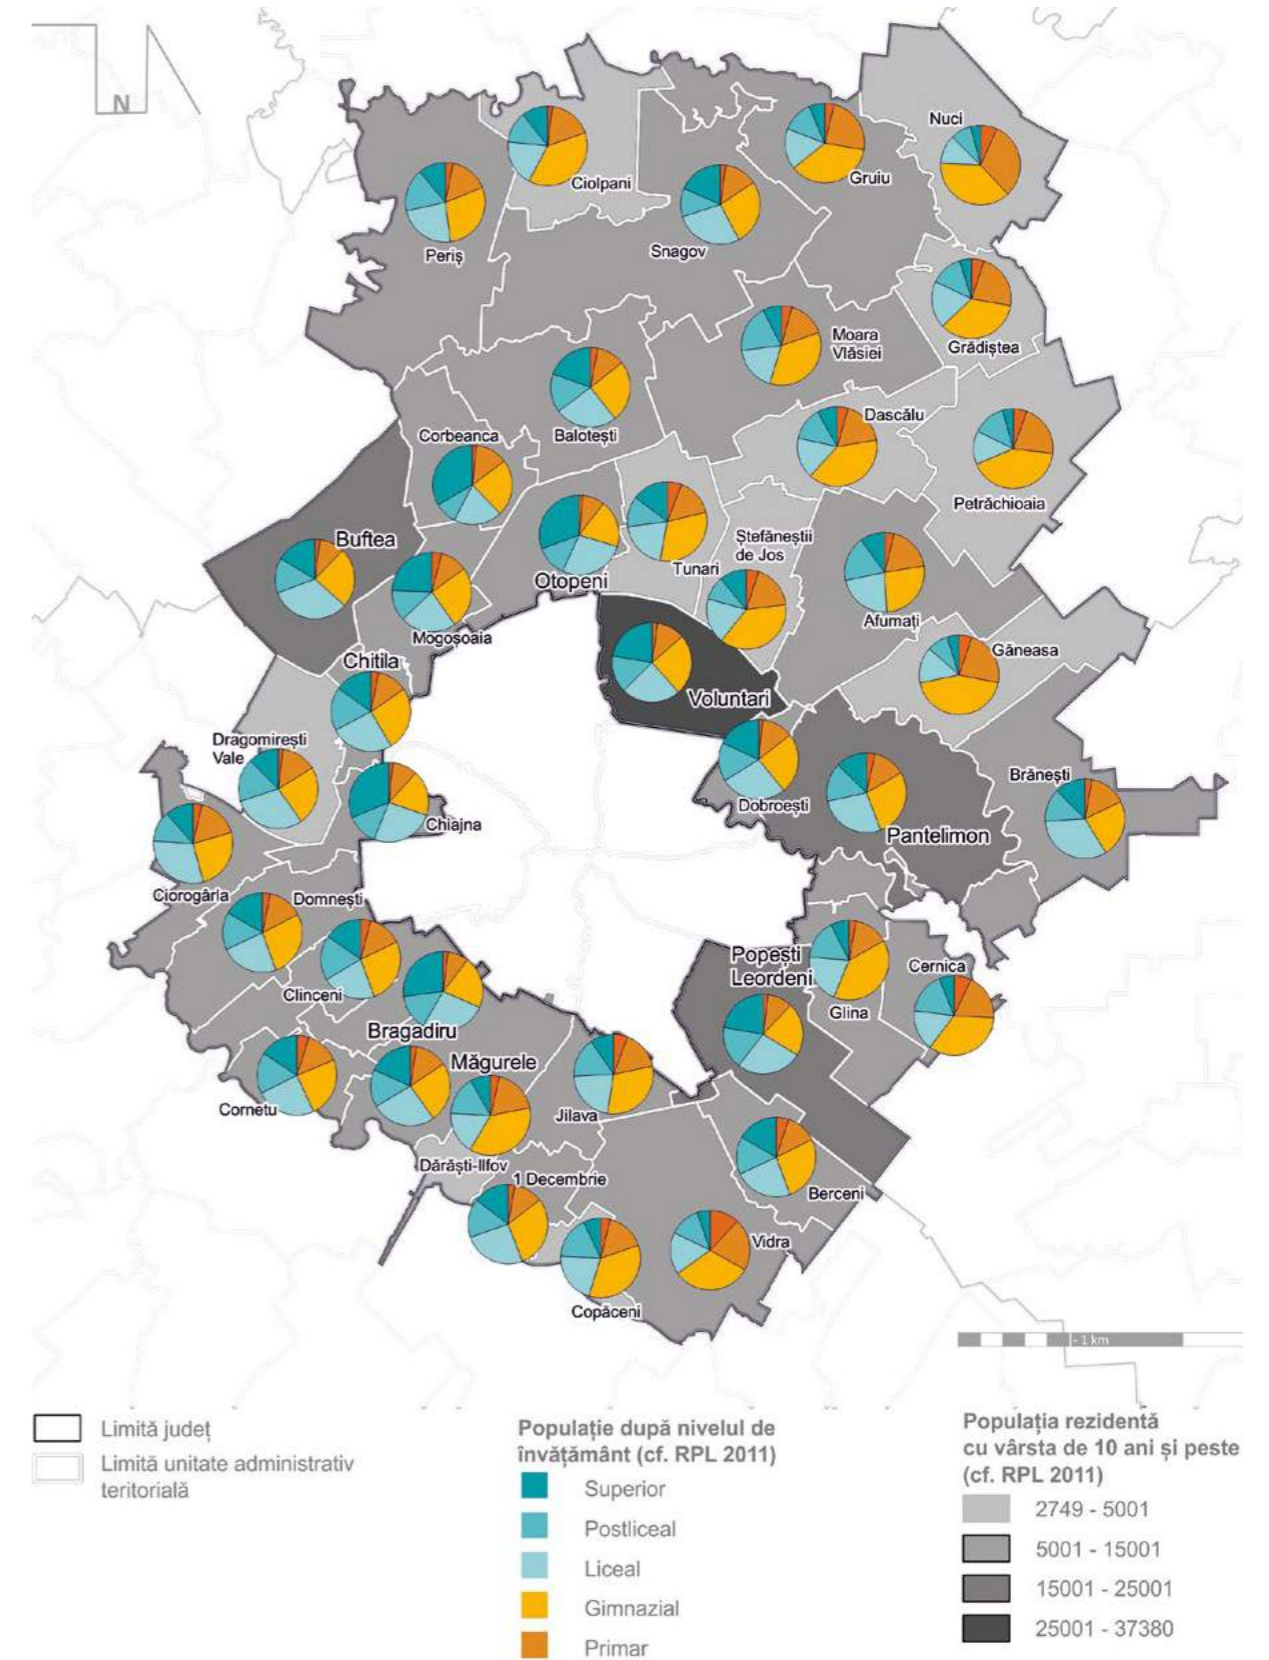 N
Nuci
Ciolpani
Gruiu
Periș
Snagov
Moara
Vlăsiei
Grădiștea
Dascălu
Corbeanca
Balotești
Petrăchioaia
Buftea
Ștefăneștii
de Jos
Tunari
Otopeni
Afumați
Mogoșoaia
Găneasa
Chitila
Voluntari
Dragomirești
Vale
Brănești
Dobroești
Chiajna
Pantelimon
Ciorogârla
Domnești
Popești
Leordeni
Cernica
Clinceni
Glina
Bragadiru
Măgurele
Cornetu
Jilava
Dărăști-Ilfov
1 Decembrie
Berceni
Vidra
Copăceni
1 km
Limită județ
Limită unitate administrativ
teritorială
Populație după nivelul de
învățământ (cf. RPL 2011)
Superior
Postliceal
Liceal
Gimnazial
Primar
Populația rezidentă
cu vârsta de 10 ani și peste
(cf. RPL 2011)
2749 - 5001
5001 - 15001
15001 - 25001
25001 - 37380